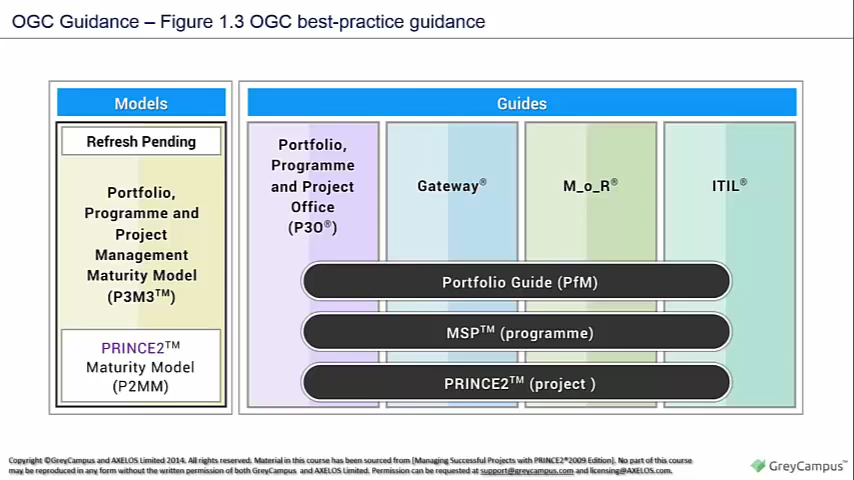 OGC Guidance – Figure 1.3 OGC best-practice guidance
Models
Refresh Pending
Portfolio,
Programme and
Project
Management
Maturity Model
(P3M3™)
PRINCE2™
Maturity Model
(P2MM)
Guides
Portfolio,
Programme
and Project
Office
(P3O®)
Gateway®
M_o_R®
ITIL®
Portfolio Guide (PfM)
MSP™ (programme)
PRINCE2™ (project )
Copyright ©GreyCampus and AXELOS Limited 2014. All rights reserved. Material in this course has been sourced from [Managing Successful Projects with PRINCE2®2009 Edition]. No part of this course
may be reproduced in any form without the written permission of both GreyCampus and AXELOS Limited. Permission can be requested at support@greycampus.com and licensing@AXELOS.com.
GreyCampus™